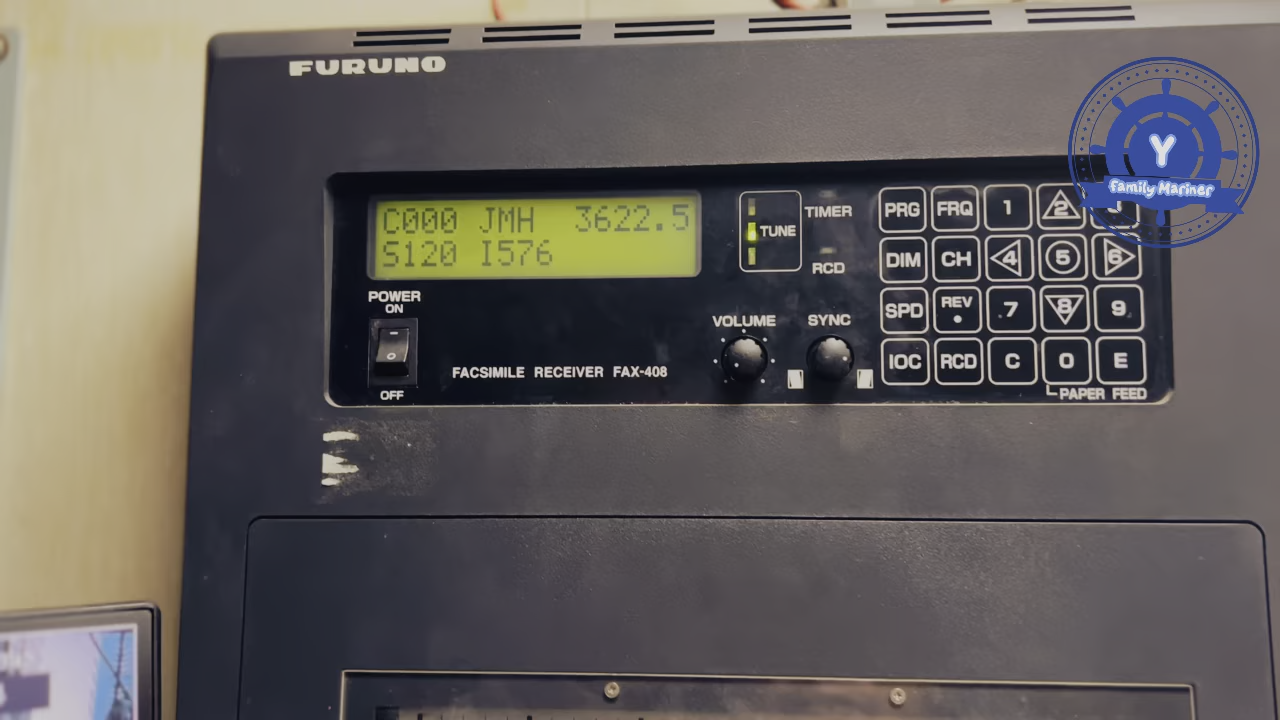 FURUNO
C000 JMH 3622.5
S120 I576
POWER
ON
OFF
FACSIMILE RECEIVER FAX-408
TUNE
TIMER
RCD
VOLUME
SYNC
PRG FRQ 1 2 3
DIM CH 4 5 6
SPD REV 7 8 9
IOC RCD C 0 E
PAPER FEED
Y
family Mariner